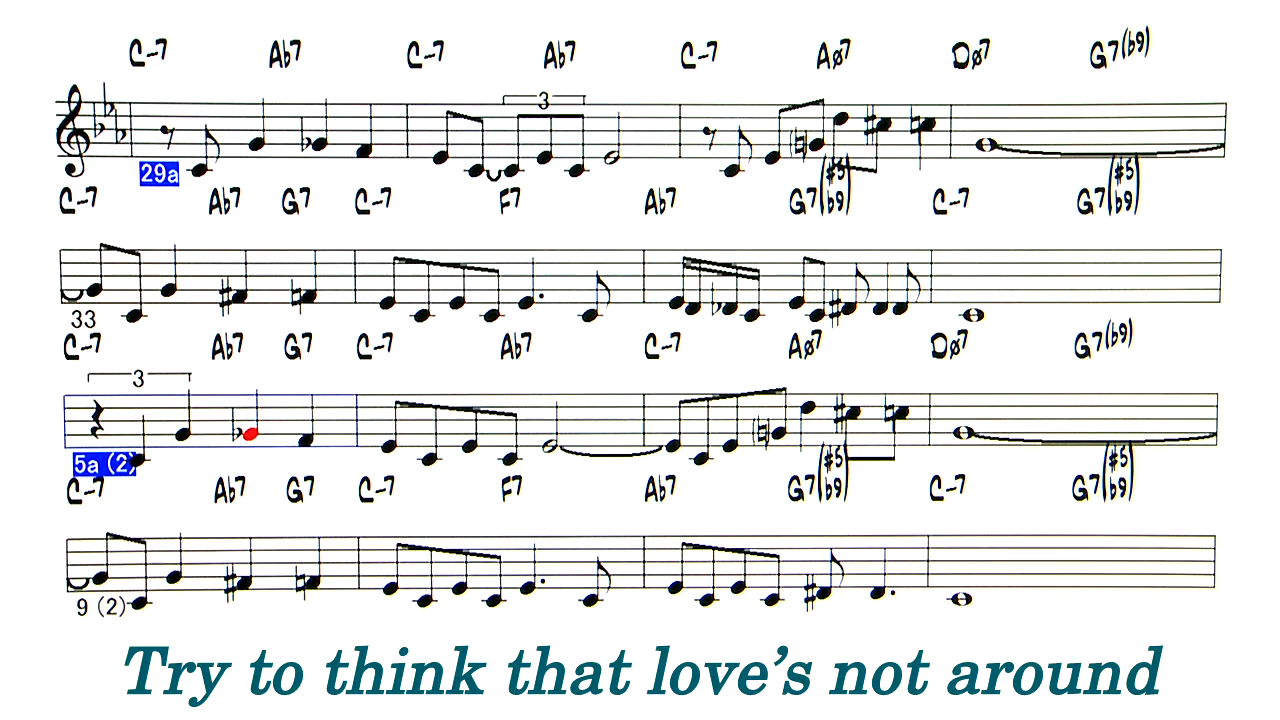 C-7 Ab7 C-7 Ab7 C-7 Aø7 Dø7 G7(b9)
3
29a
C-7 Ab7 G7 C-7 F7 Ab7 G7(#5 b9) C-7 G7(#5 b9)
33
C-7 Ab7 G7 C-7 Ab7 C-7 Aø7 Dø7 G7(b9)
3
5a (2)
C-7 Ab7 G7 C-7 F7 Ab7 G7(#5 b9) C-7 G7(#5 b9)
9 (2)
Try to think that love’s not around